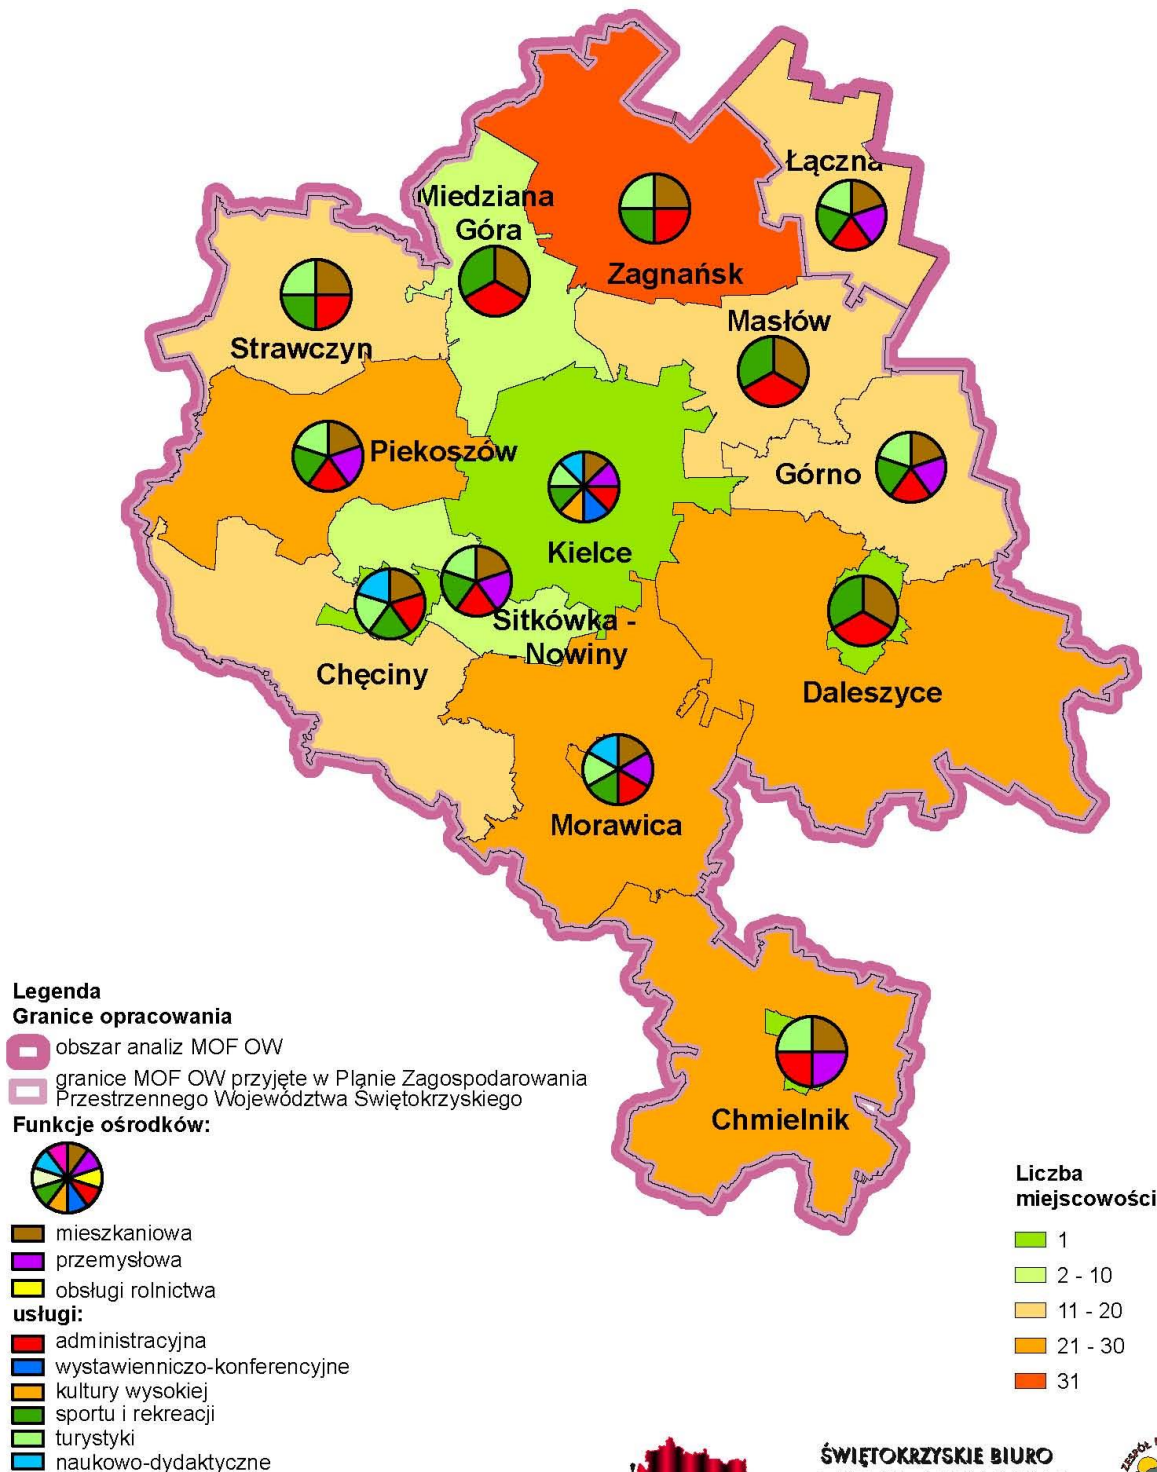 Łączna
Miedziana
Góra
Zagnańsk
Masłów
Strawczyn
Piekoszów
Górno
Kielce
Sitkówka -
- Nowiny
Chęciny
Daleszyce
Morawica
Chmielnik
Legenda
Granice opracowania
obszar analiz MOF OW
granice MOF OW przyjęte w Planie Zagospodarowania
Przestrzennego Województwa Świętokrzyskiego
Funkcje ośrodków:
mieszkaniowa
przemysłowa
obsługi rolnictwa
usługi:
administracyjna
wystawienniczo-konferencyjne
kultury wysokiej
sportu i rekreacji
turystyki
naukowo-dydaktyczne
Liczba
miejscowości
1
2 - 10
11 - 20
21 - 30
31
ŚWIĘTOKRZYSKIE BIURO
ZESPÓŁ